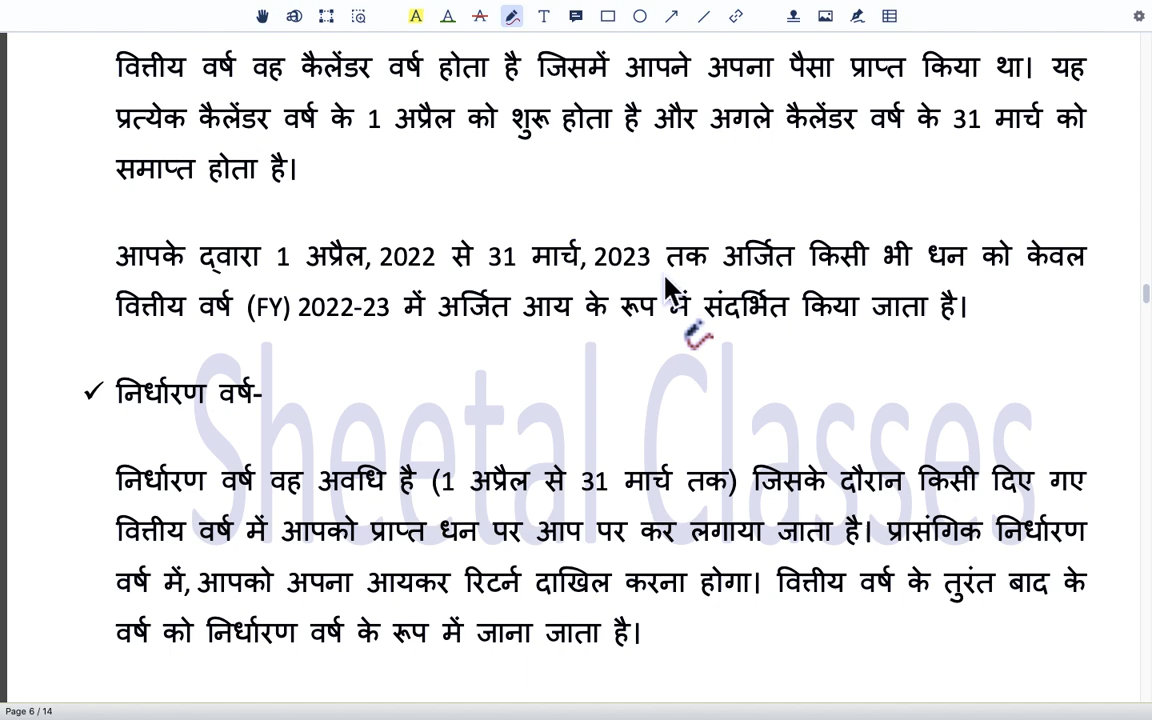 वित्तीय वर्ष वह कैलेंडर वर्ष होता है जिसमें आपने अपना पैसा प्राप्त किया था। यह
प्रत्येक कैलेंडर वर्ष के 1 अप्रैल को शुरू होता है और अगले कैलेंडर वर्ष के 31 मार्च को
समाप्त होता है।
आपके द्वारा 1 अप्रैल, 2022 से 31 मार्च, 2023 तक अर्जित किसी भी धन को केवल
वित्तीय वर्ष (FY) 2022-23 में अर्जित आय के रूप में संदर्भित किया जाता है।
✓ निर्धारण वर्ष-
Sheetal Classes
निर्धारण वर्ष वह अवधि है (1 अप्रैल से 31 मार्च तक) जिसके दौरान किसी दिए गए
वित्तीय वर्ष में आपको प्राप्त धन पर आप पर कर लगाया जाता है। प्रासंगिक निर्धारण
वर्ष में, आपको अपना आयकर रिटर्न दाखिल करना होगा। वित्तीय वर्ष के तुरंत बाद के
वर्ष को निर्धारण वर्ष के रूप में जाना जाता है।
Page 6 / 14